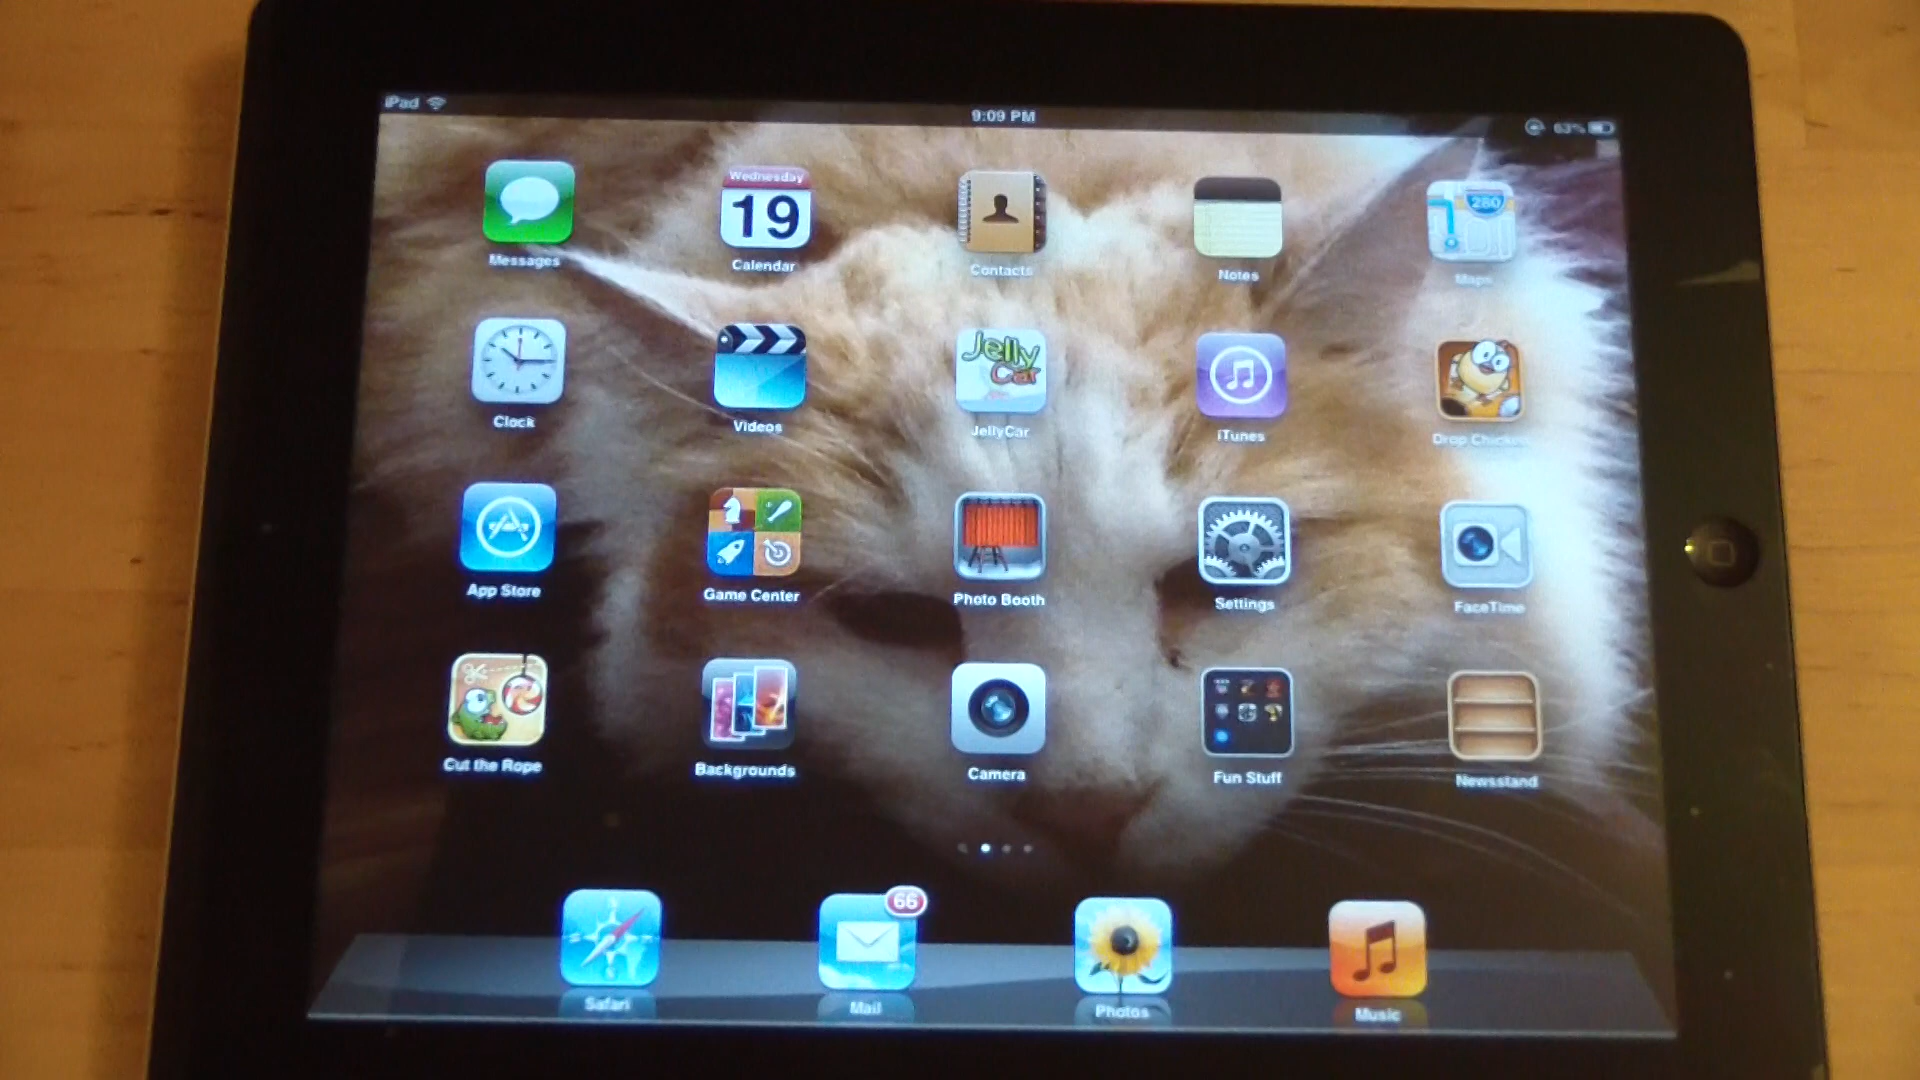 iPad
9:09 PM
63%
Wednesday
19
280
Messages
Calendar
Contacts
Notes
Maps
Jelly
Car
Clock
Videos
JellyCar
iTunes
Drop Chicken
App Store
Game Center
Photo Booth
Settings
FaceTime
Cut the Rope
Backgrounds
Camera
Fun Stuff
Newsstand
66
Safari
Mail
Photos
Music